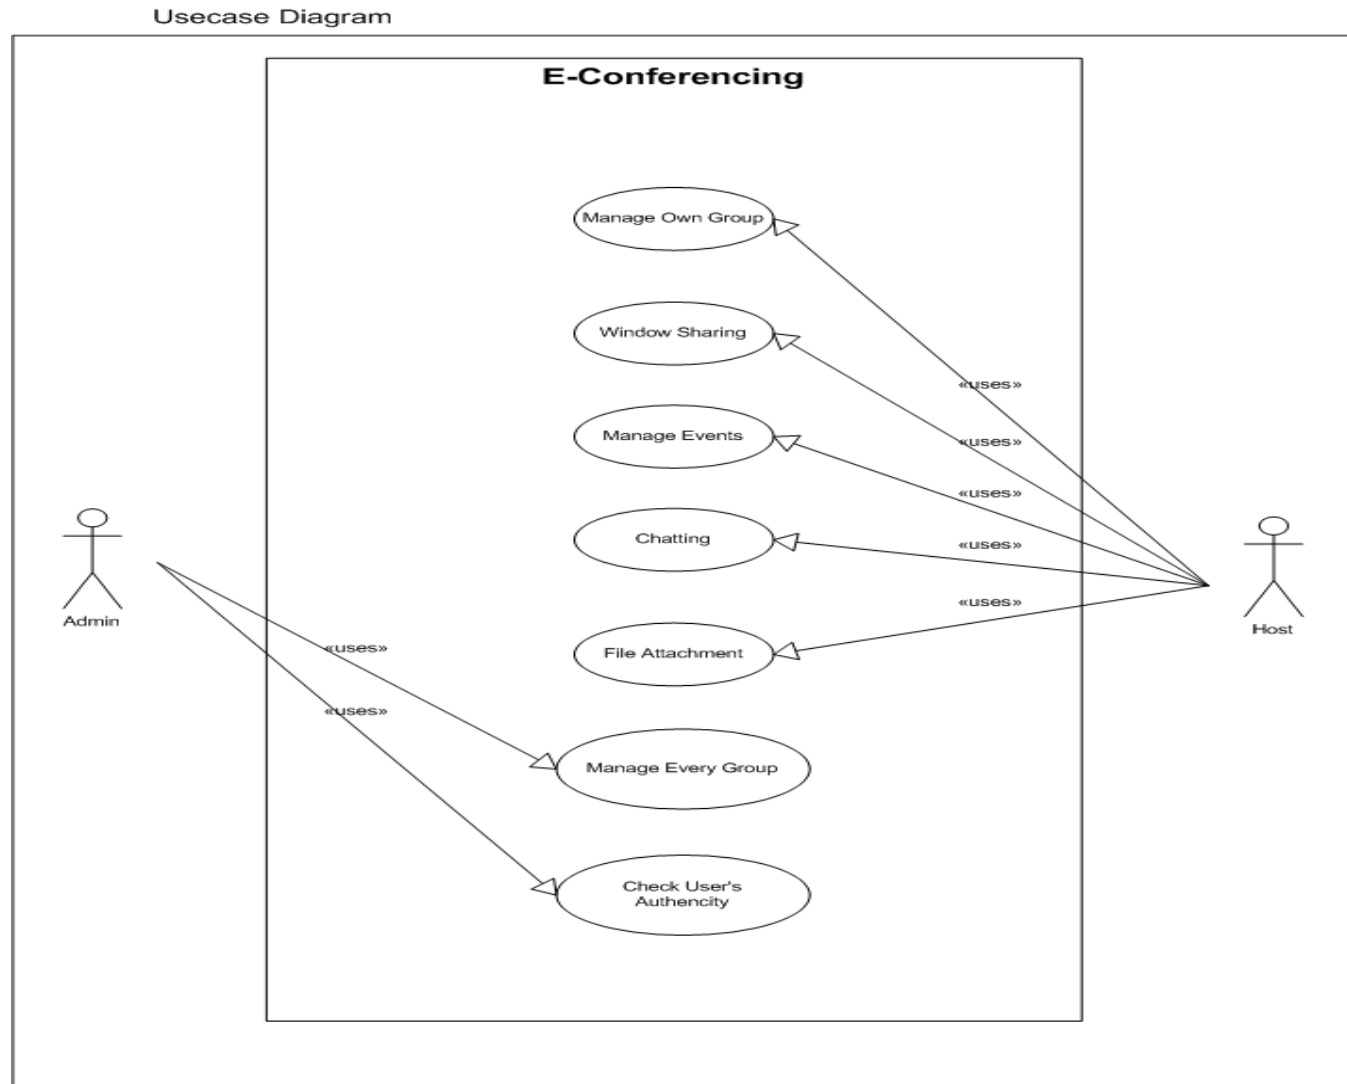 Usecase Diagram
E-Conferencing
Manage Own Group
Window Sharing
«uses»
Manage Events
«uses»
«uses»
Chatting
«uses»
«uses»
Admin
Host
File Attachment
«uses»
«uses»
Manage Every Group
Check User's
Authencity